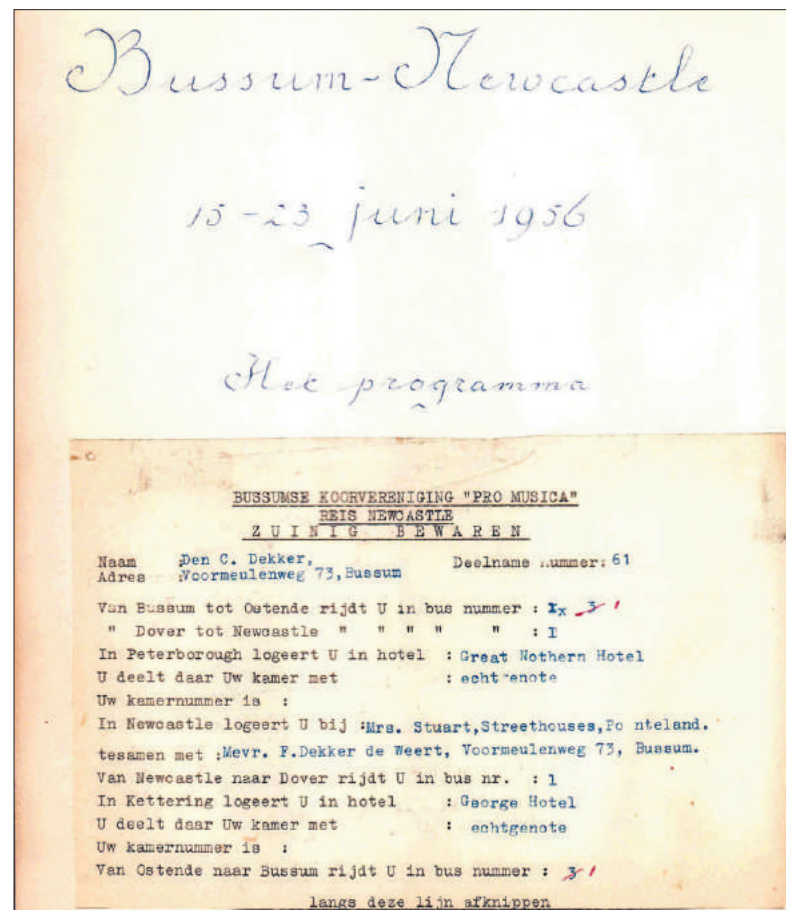 Bussum-Newcastle
15-23 juni 1956
Het programma
BUSSUMSE KOORVERENIGING "PRO MUSICA"
REIS NEWCASTLE
ZUINIG BEWAREN
Naam :Den C. Dekker, Deelname nummer: 61
Adres :Voormeulenweg 73, Bussum
Van Bussum tot Ostende rijdt U in bus nummer : Ix 3 1
" Dover tot Newcastle " " " " " : I
In Peterborough logeert U in hotel : Great Nothern Hotel
U deelt daar Uw kamer met : echtgenote
Uw kamernummer is :
In Newcastle logeert U bij :Mrs. Stuart,Streethouses,Po nteland.
tesamen met :Mevr. F.Dekker de Weert, Voormeulenweg 73, Bussum.
Van Newcastle naar Dover rijdt U in bus nr. : 1
In Kettering logeert U in hotel : George Hotel
U deelt daar Uw kamer met : echtgenote
Uw kamernummer is :
Van Ostende naar Bussum rijdt U in bus nummer : 3 1
langs deze lijn afknippen